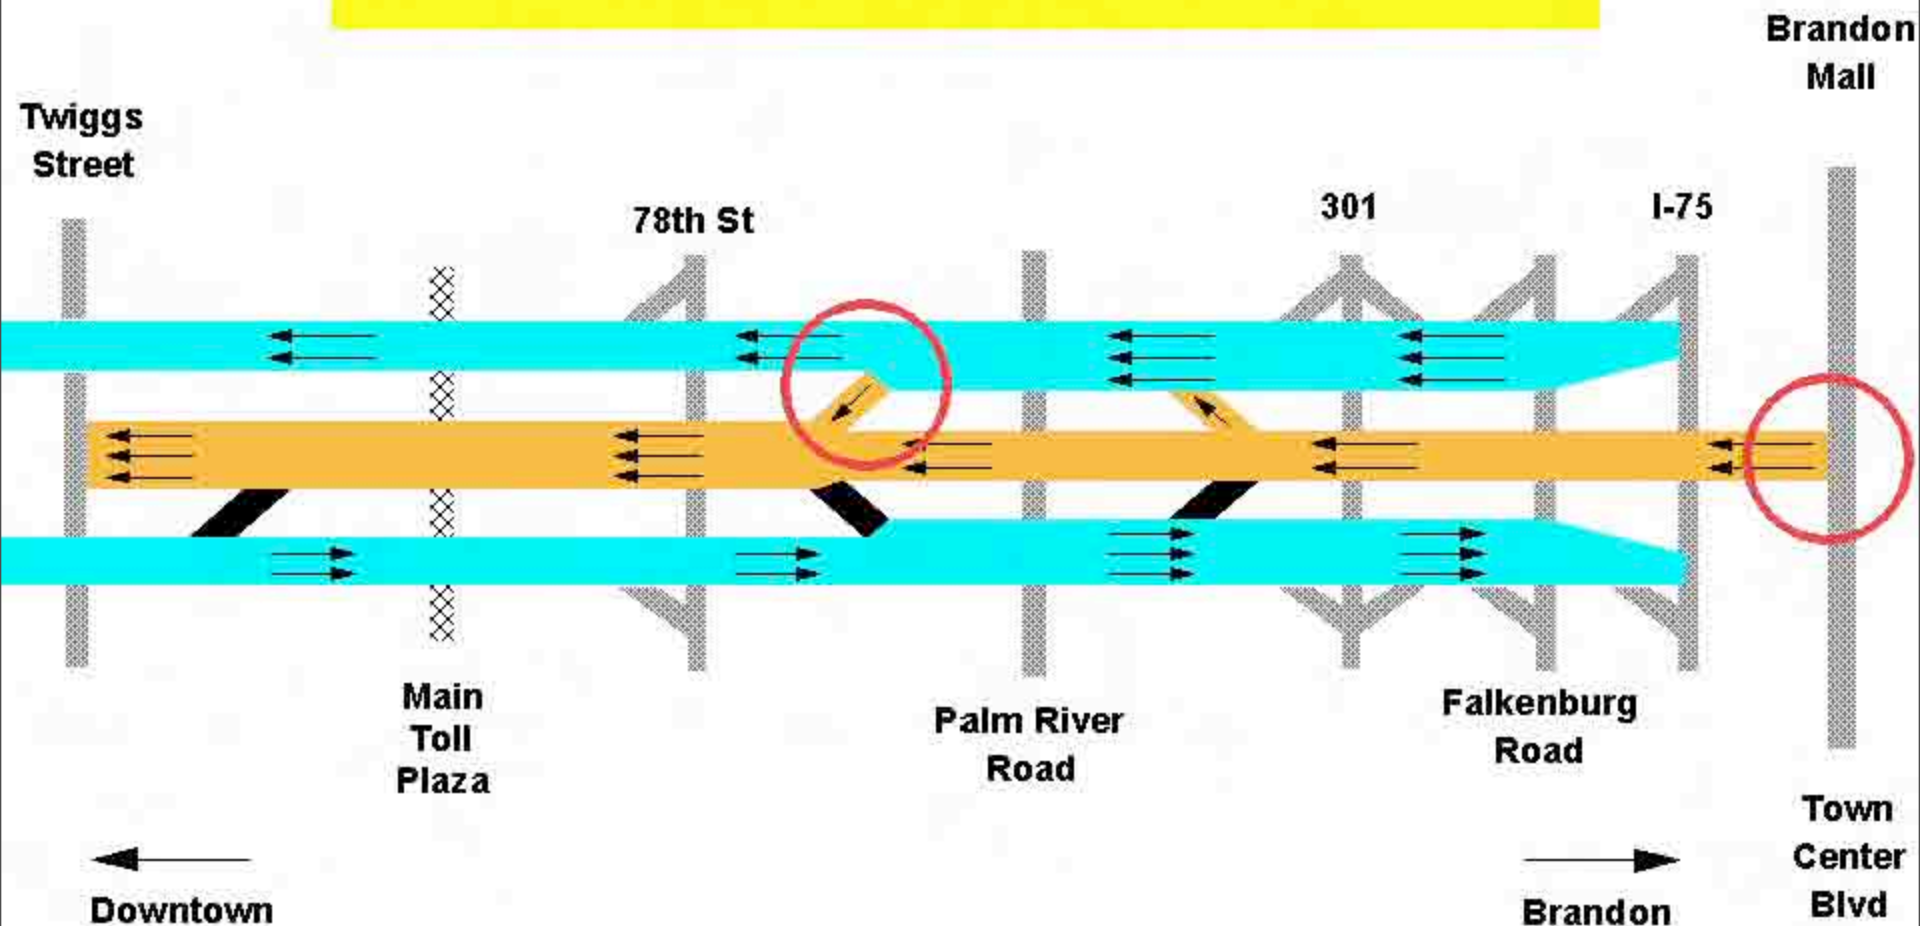 Brandon
Mall
Twiggs
Street
78th St
301
I-75
Main
Toll
Plaza
Palm River
Road
Falkenburg
Road
Town
Center
Blvd
Downtown
Brandon